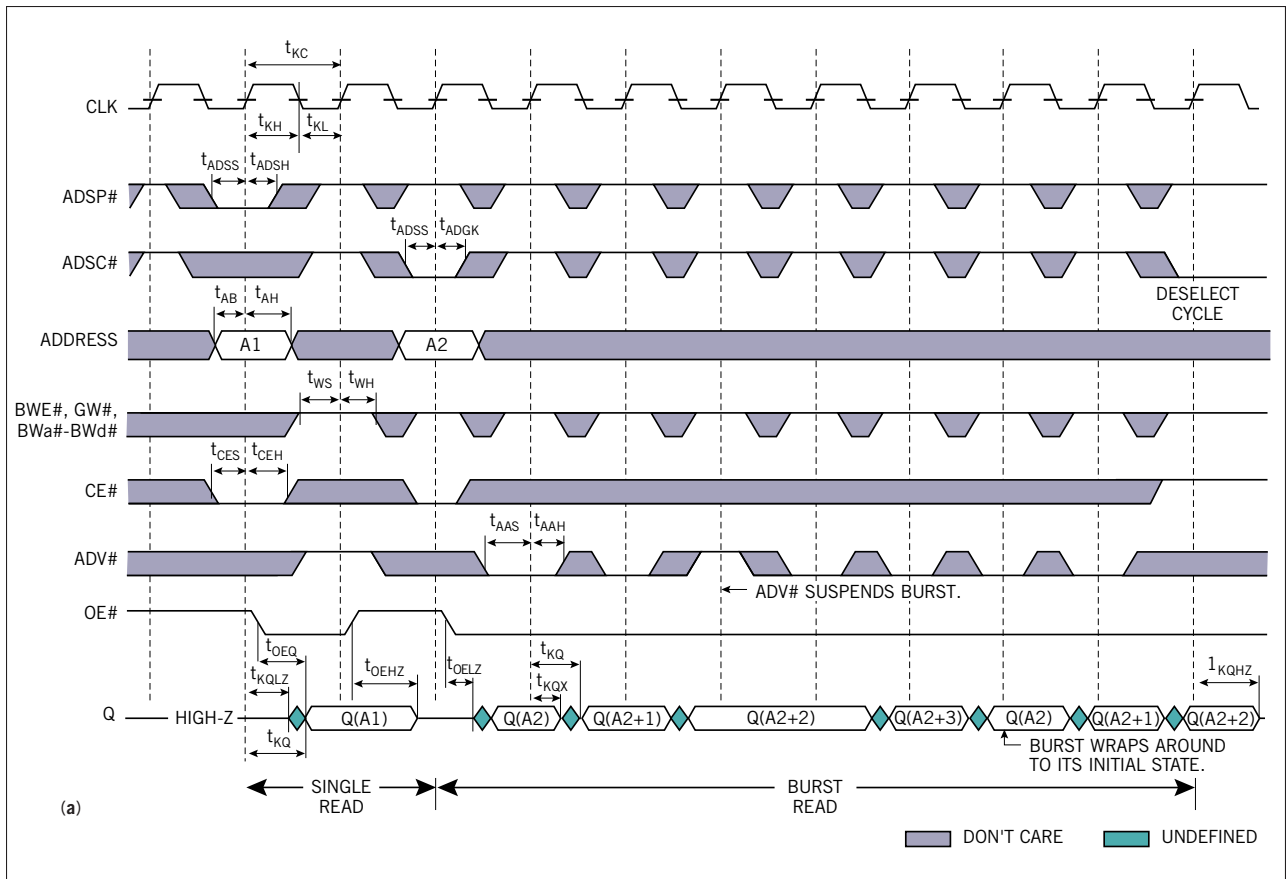 tKC
CLK
tKH
tKL
tADSS
tADSH
ADSP#
tADSS
tADGK
ADSC#
DESELECT
CYCLE
tAB
tAH
ADDRESS
A1
A2
tWS
tWH
BWE#, GW#,
BWa#-BWd#
tCES
tCEH
CE#
tAAS
tAAH
ADV#
ADV# SUSPENDS BURST.
OE#
tOEQ
tKQLZ
tOEHZ
tOELZ
tKQ
tKQX
1KQHZ
Q
HIGH-Z
Q(A1)
Q(A2)
Q(A2+1)
Q(A2+2)
Q(A2+3)
Q(A2)
Q(A2+1)
Q(A2+2)
tKQ
BURST WRAPS AROUND
TO ITS INITIAL STATE.
SINGLE
READ
BURST
READ
(a)
DON'T CARE
UNDEFINED